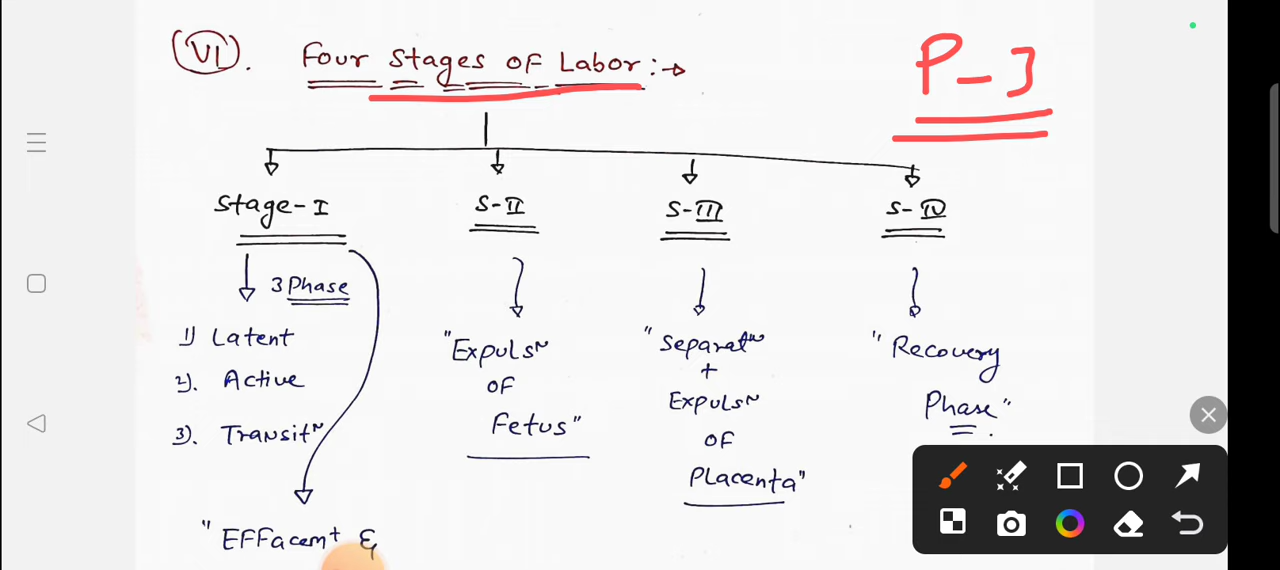 (VI). Four Stages OF Labor :→
P-3
Stage-I
S-II
S-III
S-IV
3 Phase
1) Latent
2). Active
3). Transitⁿ
"Expulsⁿ
OF
Fetus"
"Separatⁿ
+
Expulsⁿ
OF
Placenta"
"Recovery
Phase"
"EFFacemt &